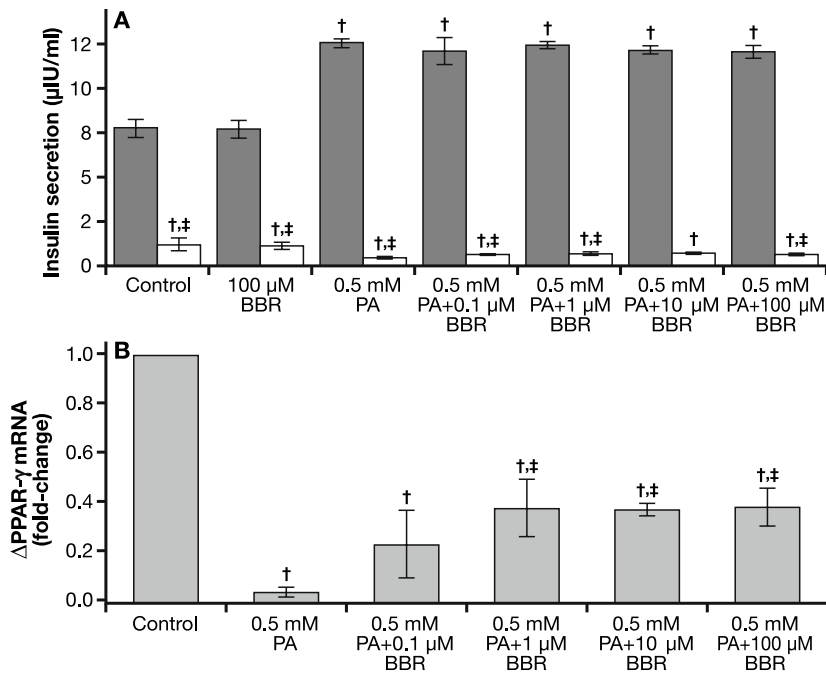 A
Insulin secretion (µIU/ml)
12
10
8
5
2
0
† † † † †
†,‡ †,‡ †,‡ †,‡ †,‡ † †,‡
Control 100 µM 0.5 mM 0.5 mM 0.5 mM 0.5 mM 0.5 mM
BBR PA PA+0.1 µM PA+1 µM PA+10 µM PA+100 µM
BBR BBR BBR BBR
B
ΔPPAR-γ mRNA
(fold-change)
1.0
0.8
0.6
0.4
0.2
0.0
† † †,‡ †,‡ †,‡
Control 0.5 mM 0.5 mM 0.5 mM 0.5 mM 0.5 mM
PA PA+0.1 µM PA+1 µM PA+10 µM PA+100 µM
BBR BBR BBR BBR